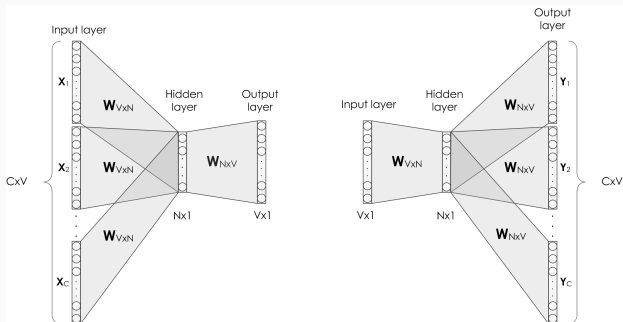 Input layer
X1
WVxN
Hidden
layer
Output
layer
CxV
X2
WVxN
WNxV
Nx1
Vx1
WVxN
XC
Output
layer
Y1
WNxV
Input layer
Hidden
layer
WVxN
WNxV
Y2
CxV
Vx1
Nx1
WNxV
YC